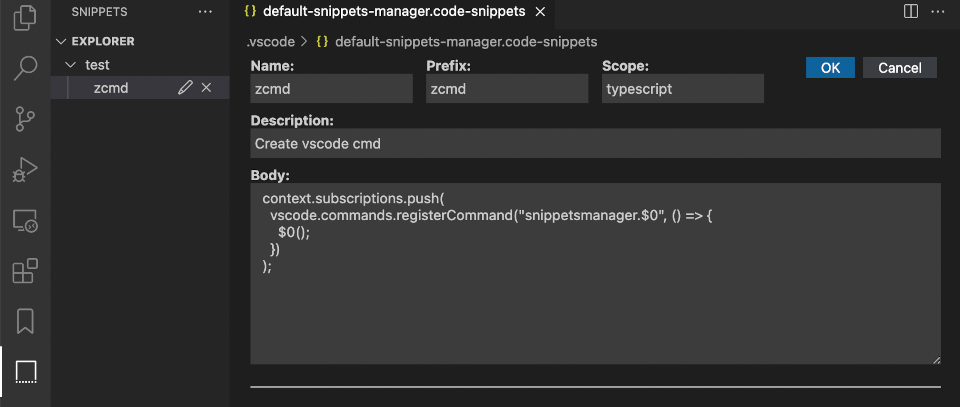 SNIPPETS ···
{} default-snippets-manager.code-snippets ×
EXPLORER
.vscode > {} default-snippets-manager.code-snippets
test
zcmd
Name: Prefix: Scope:
OK Cancel
zcmd zcmd typescript
Description:
Create vscode cmd
Body:
context.subscriptions.push(
vscode.commands.registerCommand("snippetsmanager.$0", () => {
$0();
})
);